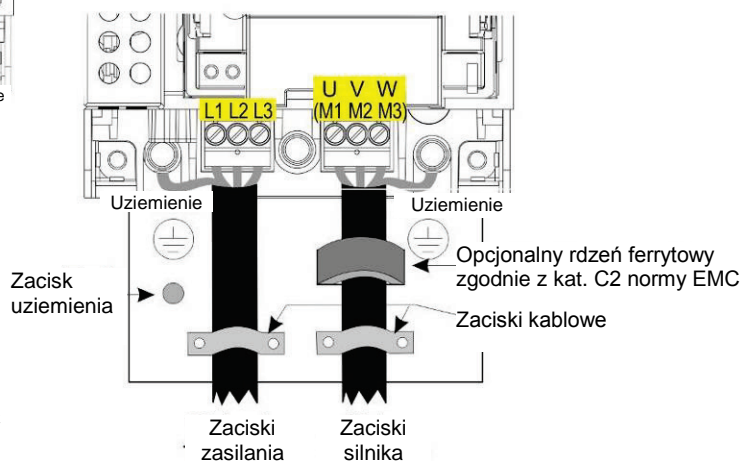 U V W
L1 L2 L3
(M1 M2 M3)
Uziemienie
Uziemienie
Zacisk
uziemienia
Opcjonalny rdzeń ferrytowy
zgodnie z kat. C2 normy EMC
Zaciski kablowe
Zaciski
zasilania
Zaciski
silnika